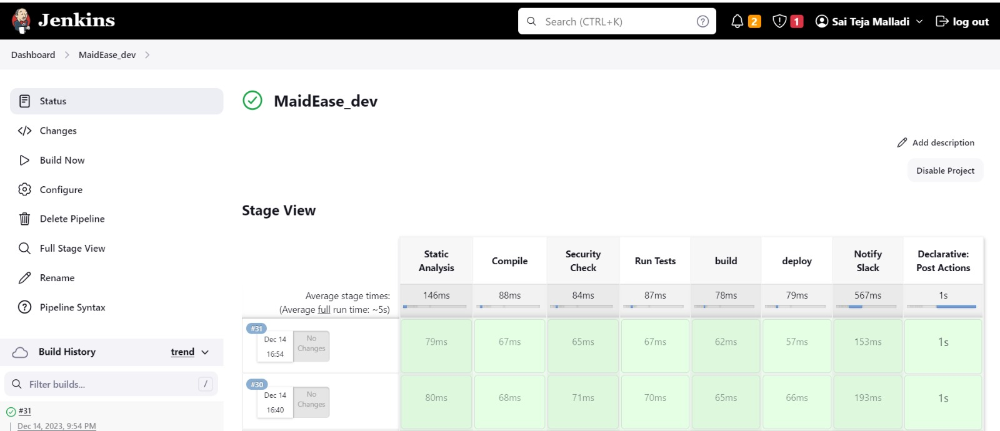 Jenkins
Search (CTRL+K)
?
2
1
Sai Teja Malladi
log out
Dashboard
MaidEase_dev
Status
Changes
Build Now
Configure
Delete Pipeline
Full Stage View
Rename
Pipeline Syntax
Build History
trend
Filter builds...
/
#31
Dec 14, 2023, 9:54 PM
MaidEase_dev
Add description
Disable Project
Stage View
Static Analysis
Compile
Security Check
Run Tests
build
deploy
Notify Slack
Declarative: Post Actions
Average stage times:
(Average full run time: ~5s)
146ms
88ms
84ms
87ms
78ms
79ms
567ms
1s
#31
Dec 14
16:54
No Changes
79ms
67ms
65ms
67ms
62ms
57ms
153ms
1s
#30
Dec 14
16:40
No Changes
80ms
68ms
71ms
70ms
65ms
66ms
193ms
1s